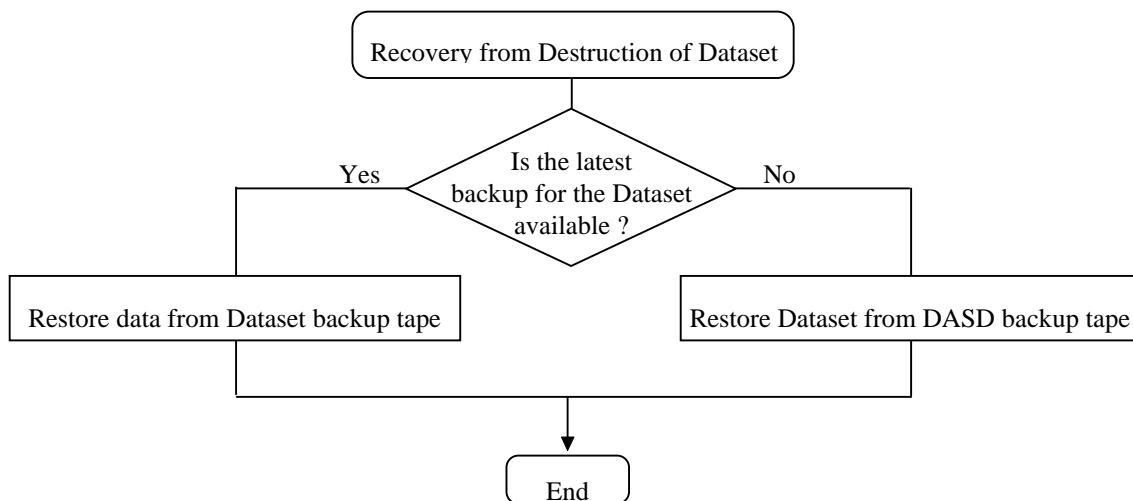 Recovery from Destruction of Dataset
Is the latest
backup for the Dataset
available ?
Yes
No
Restore data from Dataset backup tape
Restore Dataset from DASD backup tape
End